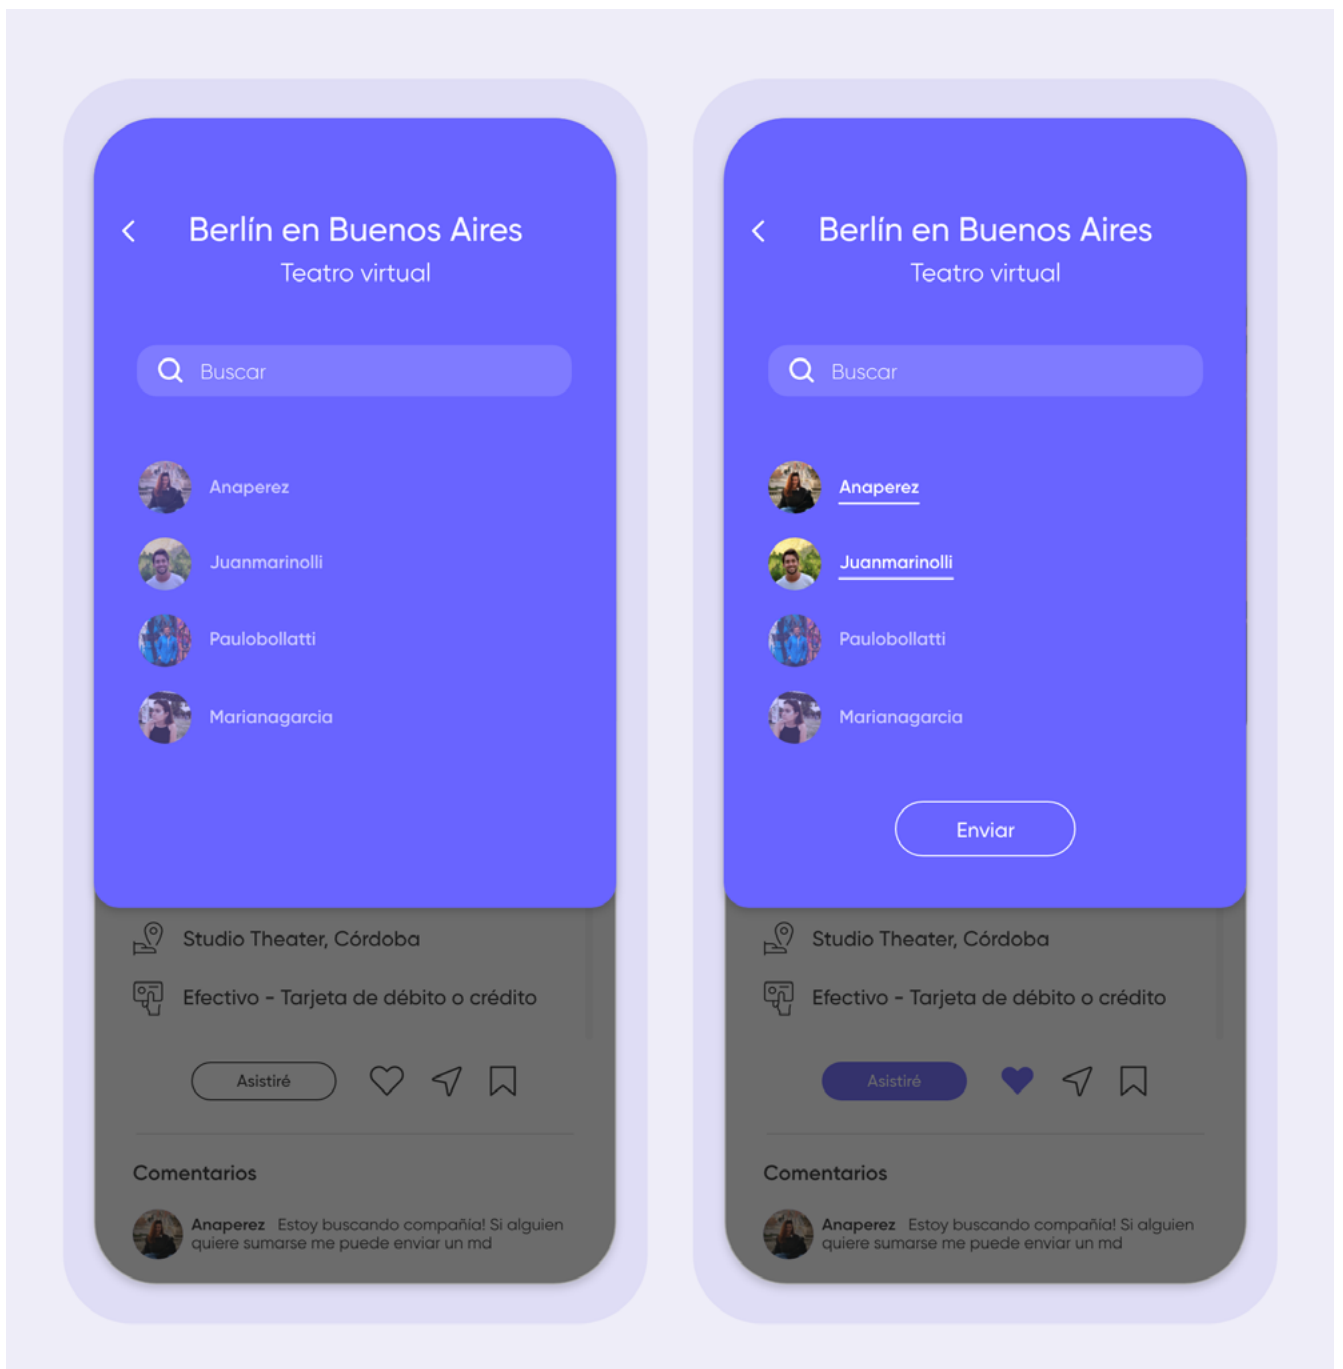 Berlín en Buenos Aires
Teatro virtual
Buscar
Anaperez
Juanmarinolli
Paulobollatti
Marianagarcia
Studio Theater, Córdoba
Efectivo - Tarjeta de débito o crédito
Asistiré
Comentarios
Anaperez Estoy buscando compañía! Si alguien
quiere sumarse me puede enviar un md
Berlín en Buenos Aires
Teatro virtual
Buscar
Anaperez
Juanmarinolli
Paulobollatti
Marianagarcia
Enviar
Studio Theater, Córdoba
Efectivo - Tarjeta de débito o crédito
Asistiré
Comentarios
Anaperez Estoy buscando compañía! Si alguien
quiere sumarse me puede enviar un md